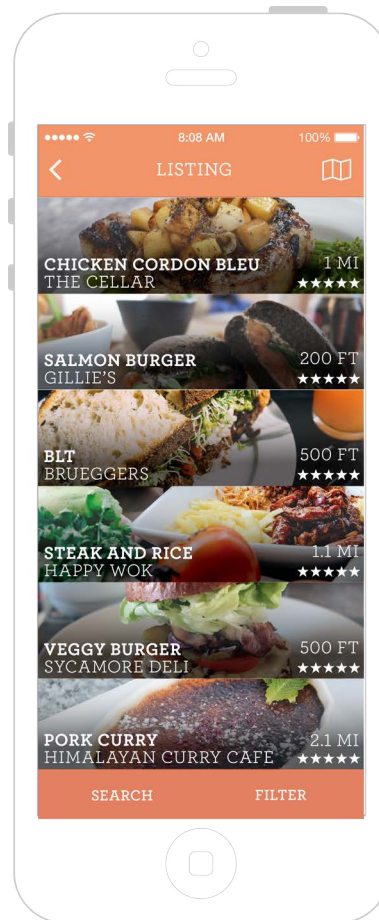 8:08 AM 100%
LISTING
CHICKEN CORDON BLEU 1 MI
THE CELLAR ★★★★★
SALMON BURGER 200 FT
GILLIE'S ★★★★★
BLT 500 FT
BRUEGGERS ★★★★★
STEAK AND RICE 1.1 MI
HAPPY WOK ★★★★★
VEGGY BURGER 500 FT
SYCAMORE DELI ★★★★★
PORK CURRY 2.1 MI
HIMALAYAN CURRY CAFE ★★★★★
SEARCH FILTER